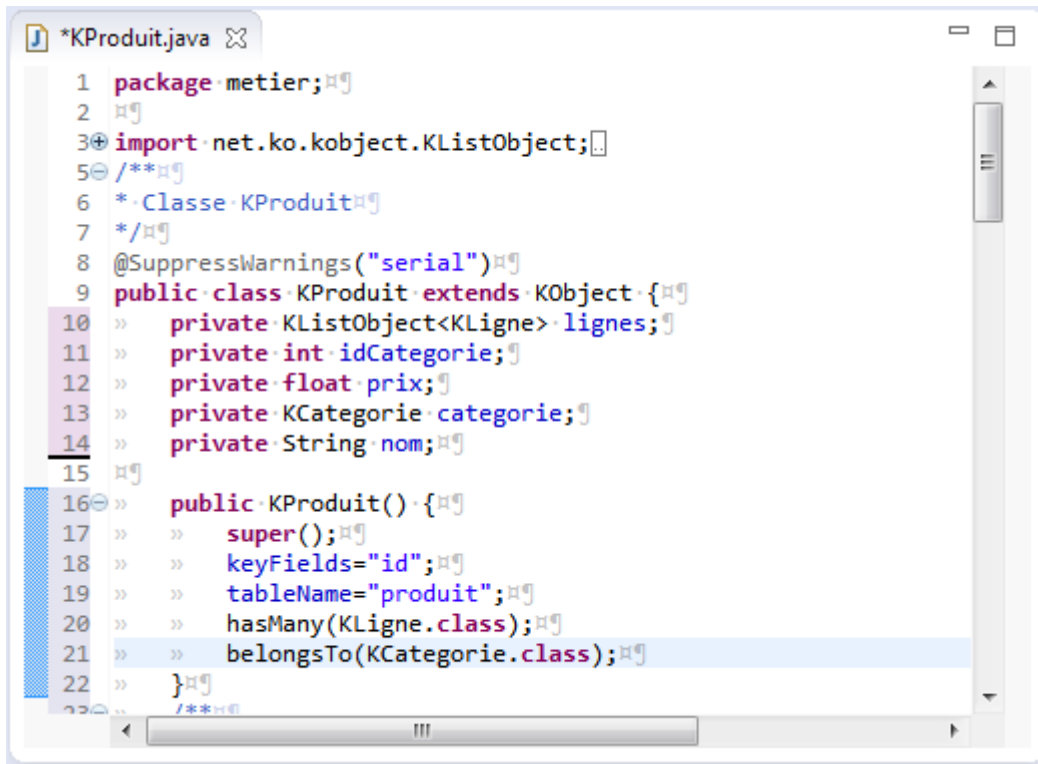 *KProduit.java
1 package metier;
2
3 import net.ko.kobject.KListObject;
5 /**
6 * Classe KProduit
7 */
8 @SuppressWarnings("serial")
9 public class KProduit extends KObject {
10 private KListObject<KLigne> lignes;
11 private int idCategorie;
12 private float prix;
13 private KCategorie categorie;
14 private String nom;
15
16 public KProduit() {
17 super();
18 keyFields="id";
19 tableName="produit";
20 hasMany(KLigne.class);
21 belongsTo(KCategorie.class);
22 }
23 /**